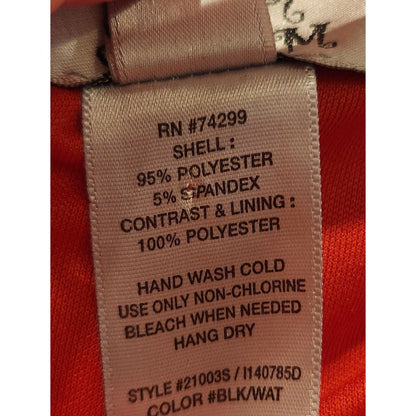 M
RN #74299
SHELL:
95% POLYESTER
5% SPANDEX
CONTRAST & LINING:
100% POLYESTER
HAND WASH COLD
USE ONLY NON-CHLORINE
BLEACH WHEN NEEDED
HANG DRY
STYLE #21003S / I140785D
COLOR #BLK/WAT